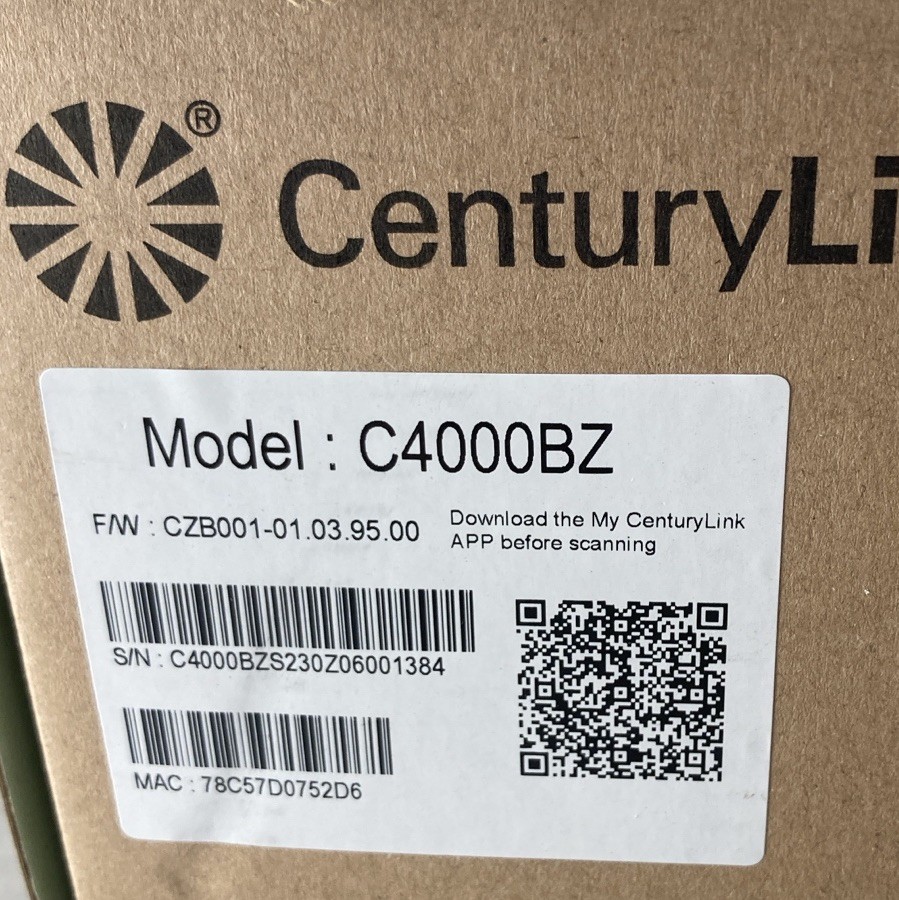 ®
CenturyLi
Model : C4000BZ
F/W : CZB001-01.03.95.00
Download the My CenturyLink
APP before scanning
S/N : C4000BZS230Z06001384
MAC : 78C57D0752D6